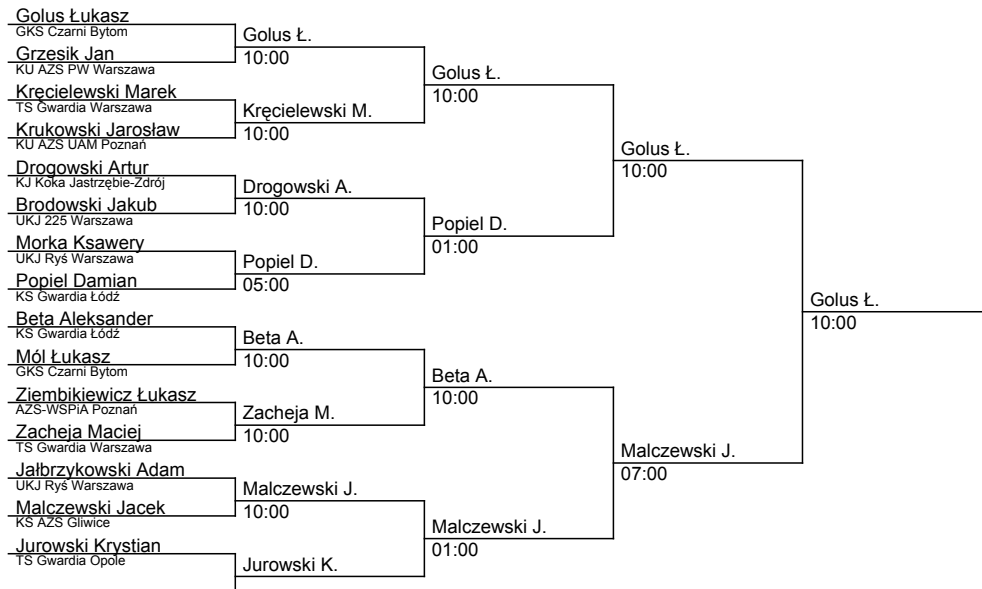 Golus Łukasz
GKS Czarni Bytom
Grzesik Jan
KU AZS PW Warszawa
Kręcielewski Marek
TS Gwardia Warszawa
Krukowski Jarosław
KU AZS UAM Poznań
Drogowski Artur
KJ Koka Jastrzębie-Zdrój
Brodowski Jakub
UKJ 225 Warszawa
Morka Ksawery
UKJ Ryś Warszawa
Popiel Damian
KS Gwardia Łódź
Beta Aleksander
KS Gwardia Łódź
Mól Łukasz
GKS Czarni Bytom
Ziembikiewicz Łukasz
AZS-WSPiA Poznań
Zacheja Maciej
TS Gwardia Warszawa
Jałbrzykowski Adam
UKJ Ryś Warszawa
Malczewski Jacek
KS AZS Gliwice
Jurowski Krystian
TS Gwardia Opole
Golus Ł.
10:00
Kręcielewski M.
10:00
Drogowski A.
10:00
Popiel D.
05:00
Beta A.
10:00
Zacheja M.
10:00
Malczewski J.
10:00
Jurowski K.
Golus Ł.
10:00
Popiel D.
01:00
Beta A.
10:00
Malczewski J.
01:00
Golus Ł.
10:00
Malczewski J.
07:00
Golus Ł.
10:00